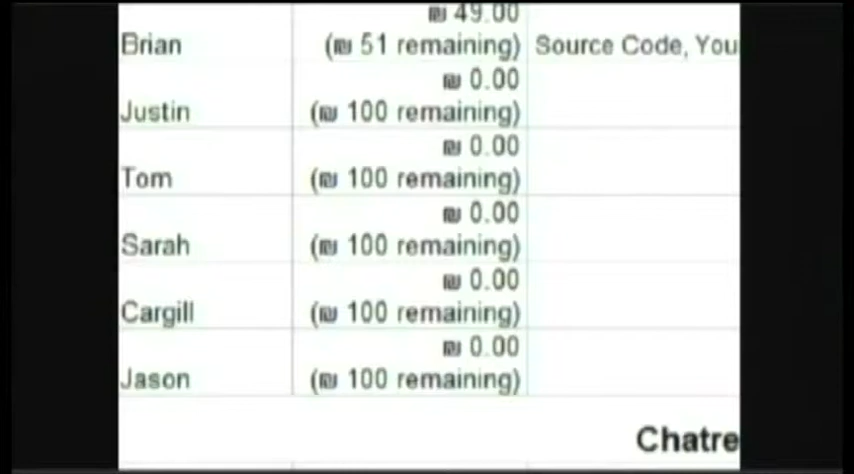 ₪ 49.00
Brian (₪ 51 remaining) Source Code, You
₪ 0.00
Justin (₪ 100 remaining)
₪ 0.00
Tom (₪ 100 remaining)
₪ 0.00
Sarah (₪ 100 remaining)
₪ 0.00
Cargill (₪ 100 remaining)
₪ 0.00
Jason (₪ 100 remaining)
Chatre